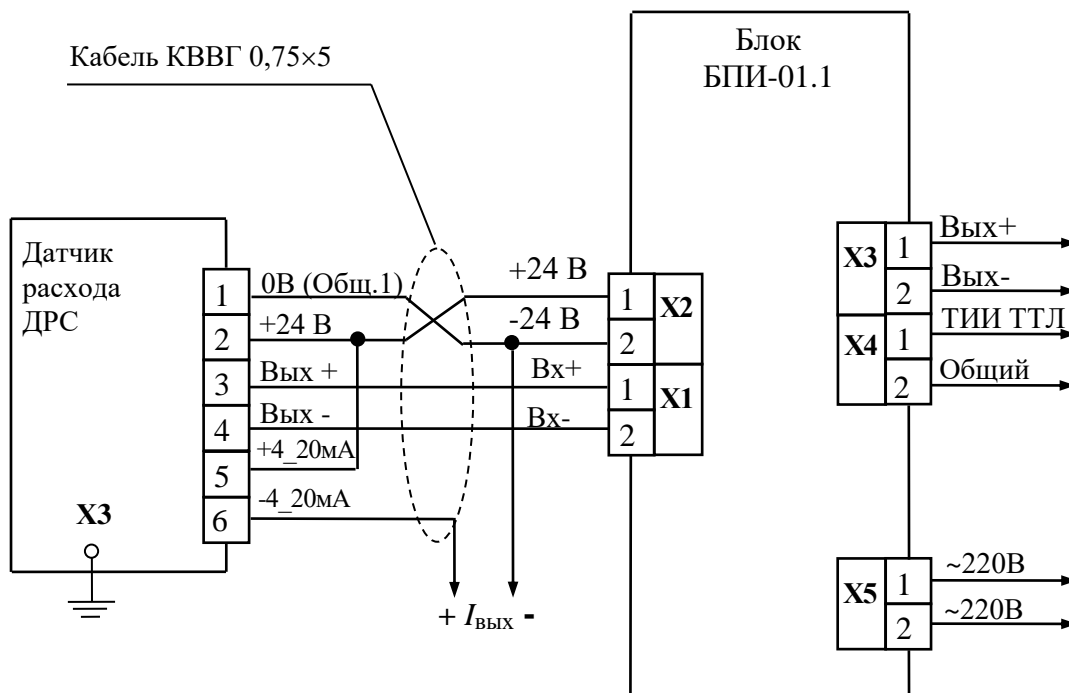 Кабель КВВГ 0,75×5
Блок
БПИ-01.1
Датчик
расхода
ДРС
X3
1
2
3
4
5
6
0В (Общ.1)
+24 В
Вых +
Вых -
+4_20мА
-4_20мА
+24 В
-24 В
Вх+
Вх-
1
2
1
2
X2
X1
+ Iвых -
X3
X4
1
2
1
2
Вых+
Вых-
ТИИ ТТЛ
Общий
X5
1
2
~220В
~220В